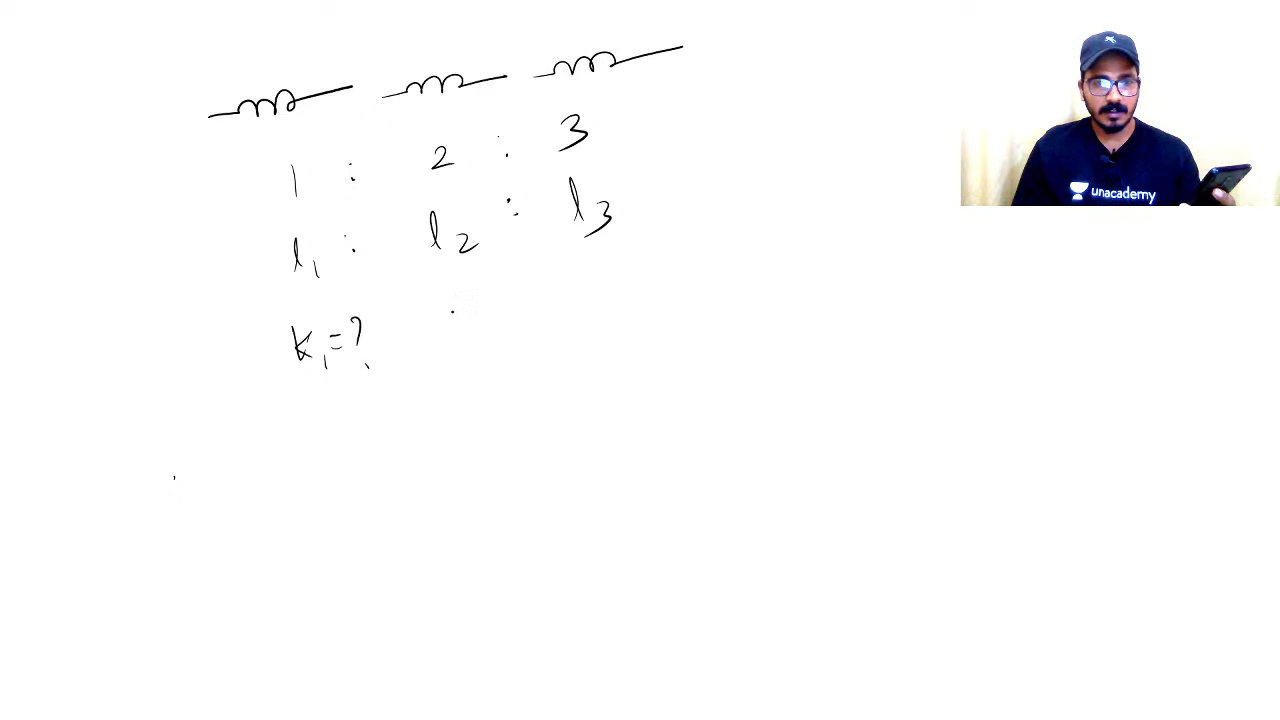 1 : 2 : 3
l₁ : l₂ : l₃
K₁ = ?
unacademy